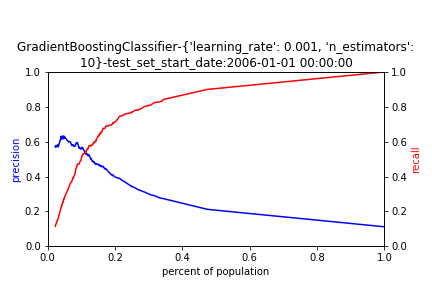 GradientBoostingClassifier-{'learning_rate': 0.001, 'n_estimators':
10}-test_set_start_date:2006-01-01 00:00:00
1.0
0.8
0.6
0.4
0.2
0.0
precision
1.0
0.8
0.6
0.4
0.2
0.0
recall
0.0 0.2 0.4 0.6 0.8 1.0
percent of population